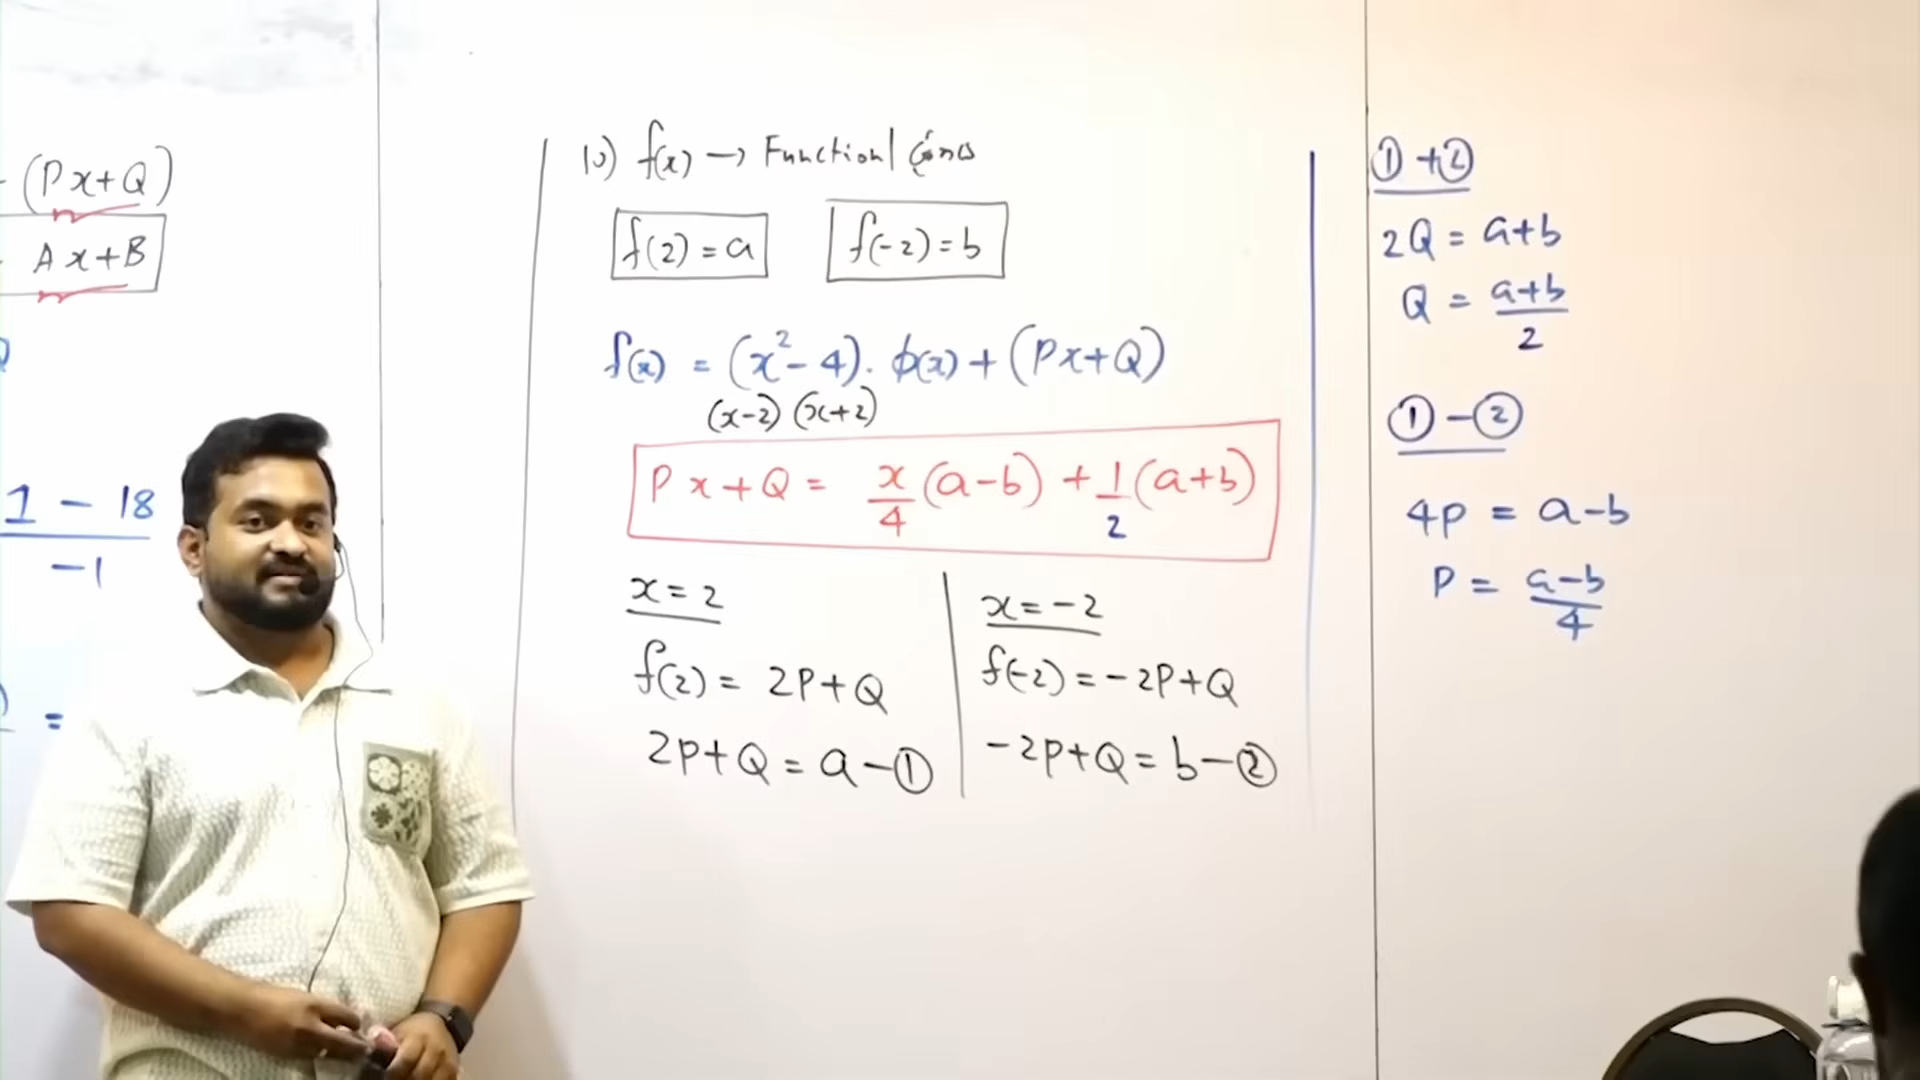 (Px+Q)
Ax+B
1 - 18
-1
=
10) f(x) → Functional
f(2) = a
f(-2) = b
f(x) = (x²-4). ϕ(x) + (Px+Q)
(x-2) (x+2)
Px+Q = x/4 (a-b) + 1/2 (a+b)
x = 2
f(2) = 2P+Q
2P+Q = a - ①
x = -2
f(-2) = -2P+Q
-2P+Q = b - ②
① + ②
2Q = a+b
Q = a+b/2
① - ②
4P = a-b
P = a-b/4